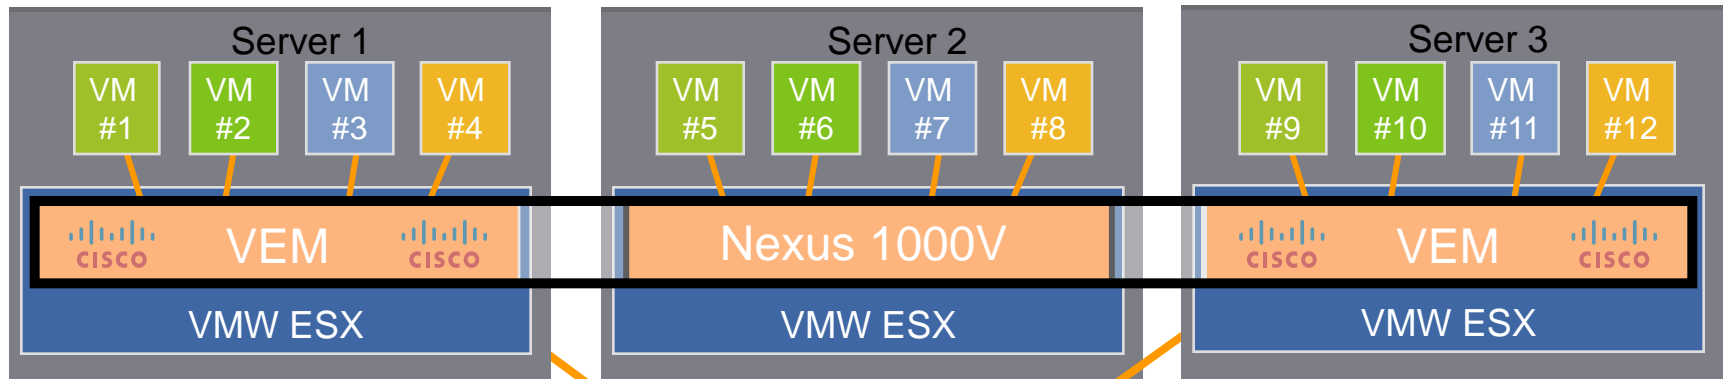 Server 1
VM #1
VM #2
VM #3
VM #4
CISCO
VEM
CISCO
VMW ESX
Server 2
VM #5
VM #6
VM #7
VM #8
Nexus 1000V
VMW ESX
Server 3
VM #9
VM #10
VM #11
VM #12
CISCO
VEM
CISCO
VMW ESX